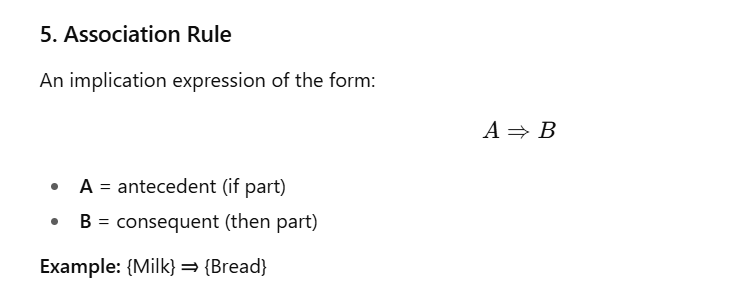 5. Association Rule
An implication expression of the form:
A ⇒ B
• A = antecedent (if part)
• B = consequent (then part)
Example: {Milk} ⇒ {Bread}